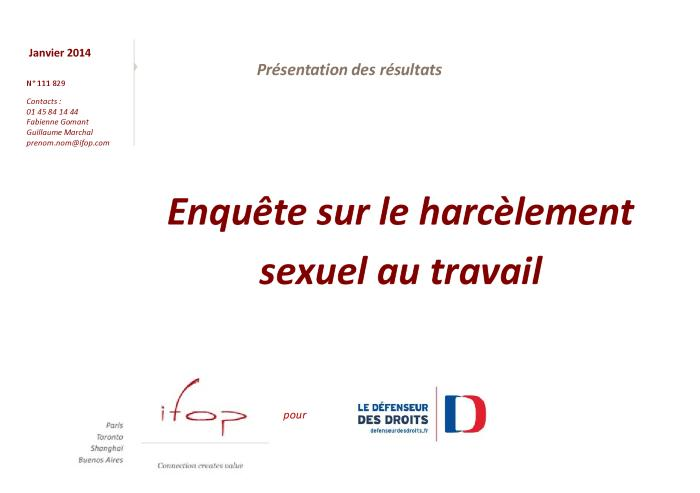 Janvier 2014
N° 111 829
Contacts :
01 45 84 14 44
Fabienne Gomant
Guillaume Marchal
prenom.nom@ifop.com
Présentation des résultats
Enquête sur le harcèlement
sexuel au travail
Paris
Toronto
Shanghaï
Buenos Aires
ifop
Connection creates value
pour
LE DÉFENSEUR
DES DROITS
defenseurdesdroits.fr